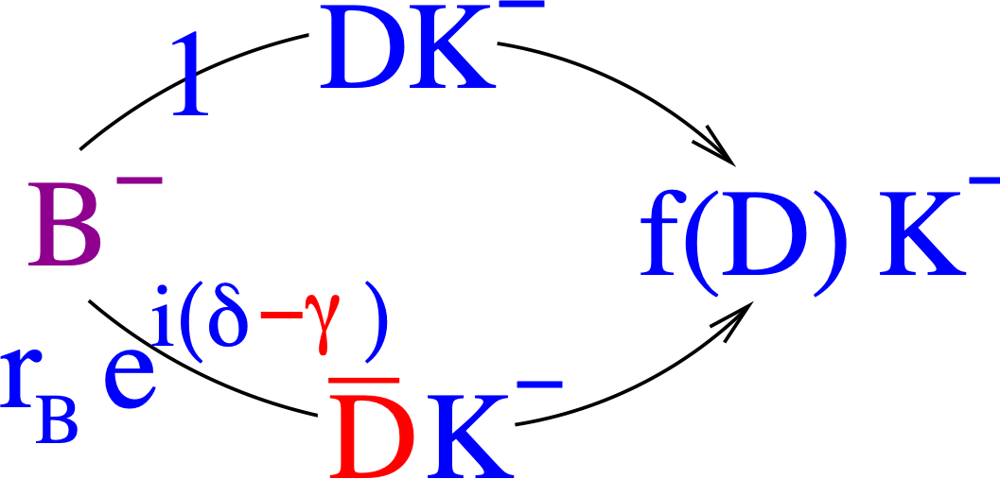 1
DK⁻
B⁻
f(D) K⁻
r_B e^{i(δ−γ)}
D̅K⁻